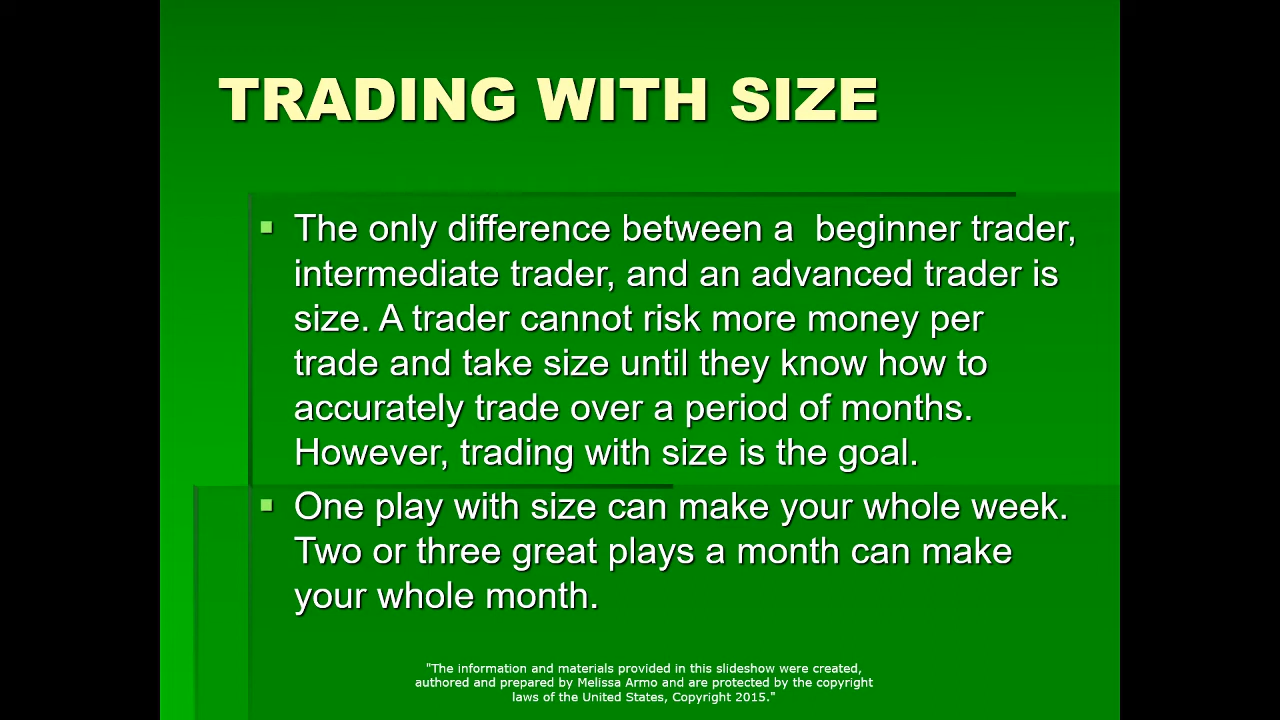 TRADING WITH SIZE
The only difference between a  beginner trader,
intermediate trader, and an advanced trader is
size. A trader cannot risk more money per
trade and take size until they know how to
accurately trade over a period of months.
However, trading with size is the goal.
One play with size can make your whole week.
Two or three great plays a month can make
your whole month.
"The information and materials provided in this slideshow were created,
authored and prepared by Melissa Armo and are protected by the copyright
laws of the United States, Copyright 2015."